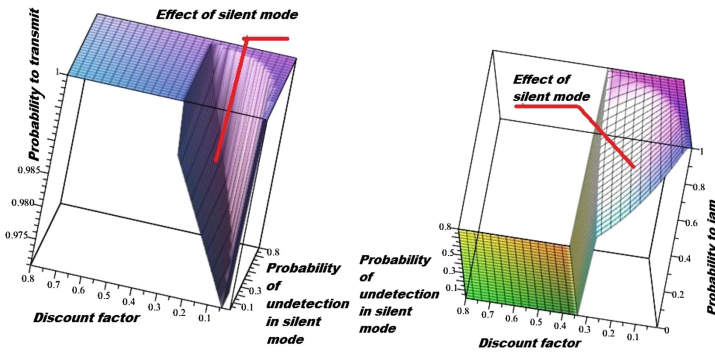 Effect of silent mode
Probability to transmit
1
0.985
0.980
0.975
0.8
0.7
0.6
0.5
0.4
0.3
0.2
0.1
Discount factor
0.8
0.5
0.3
0.1
Probability
of
undetection
in silent
mode
Effect of
silent mode
Probability
of
undetection
in silent
mode
0.8
0.5
0.3
0.1
0.8
0.7
0.6
0.5
0.4
0.3
0.2
0.1
0
Discount factor
1
0.8
0.6
0.4
0.2
0
Probability to jam